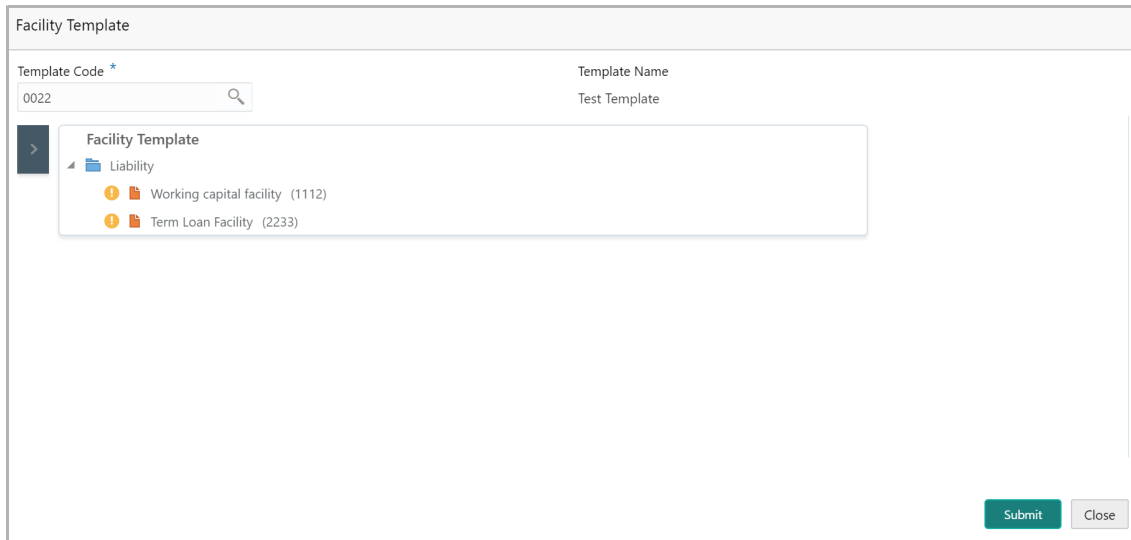 Facility Template
Template Code * Template Name
0022 Test Template
Facility Template
Liability
Working capital facility (1112)
Term Loan Facility (2233)
Submit Close